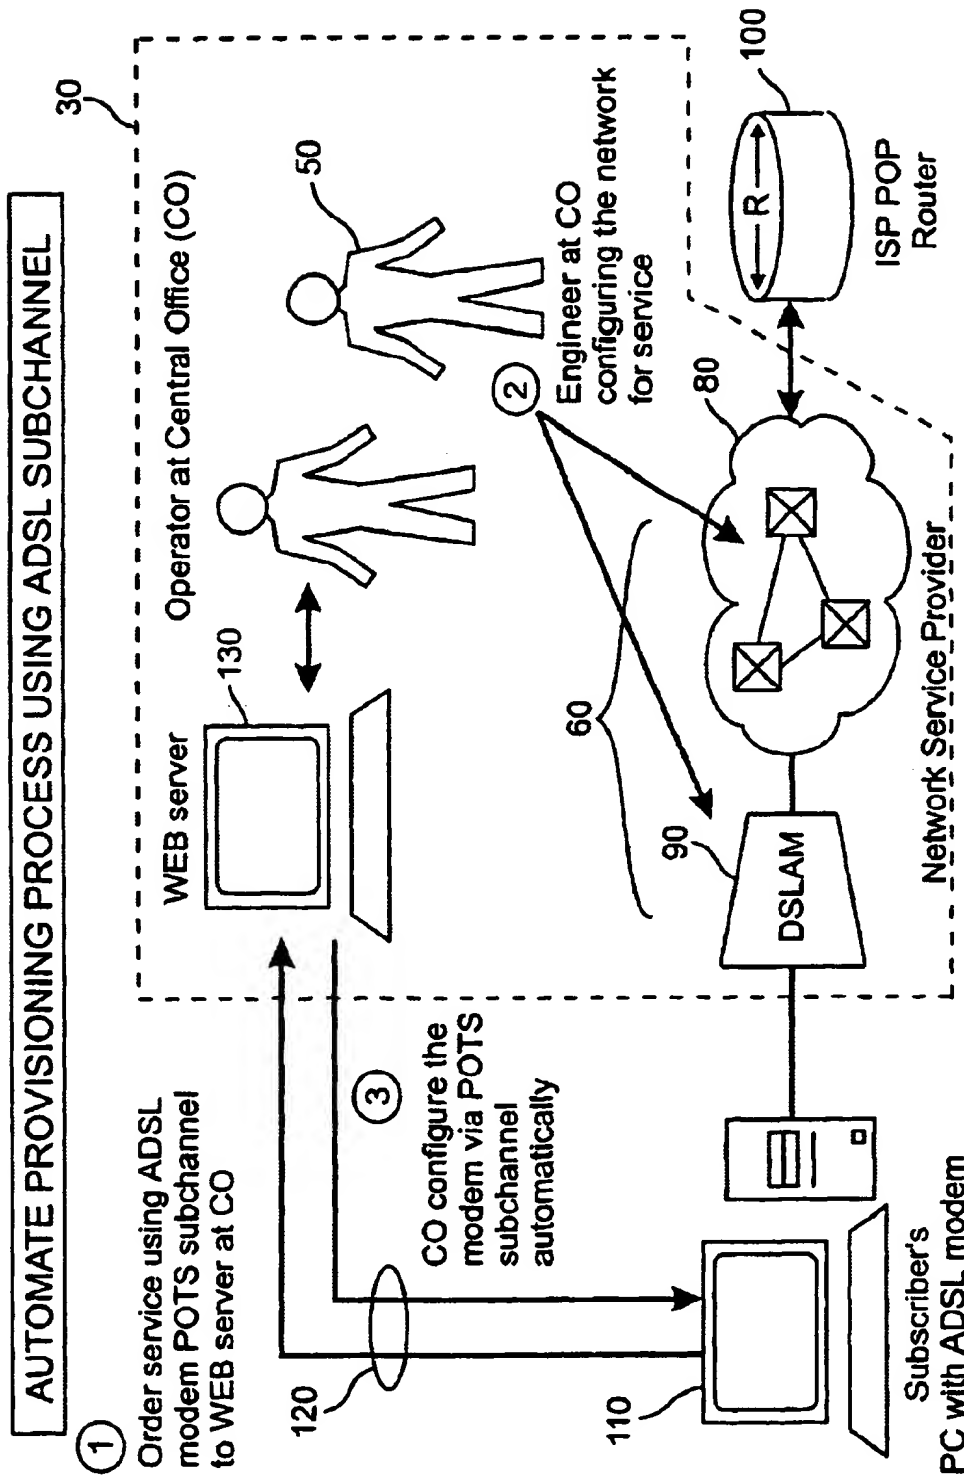 AUTOMATE PROVISIONING PROCESS USING ADSL SUBCHANNEL
1
Order service using ADSL
modem POTS subchannel
to WEB server at CO
30
WEB server
130
Operator at Central Office (CO)
50
120
3
CO configure the
modem via POTS
subchannel
automatically
2
Engineer at CO
configuring the network
for service
110
60
90
DSLAM
80
100
R
ISP POP
Router
Network Service Provider
Subscriber's
PC with ADSL modem